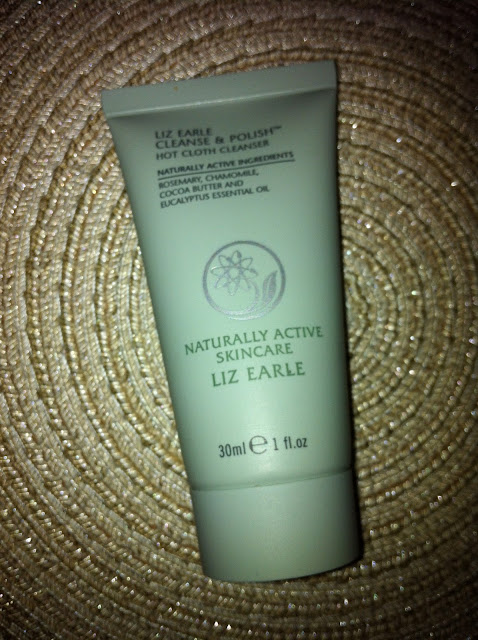 LIZ EARLE
CLEANSE & POLISH™
HOT CLOTH CLEANSER
NATURALLY ACTIVE INGREDIENTS
ROSEMARY, CHAMOMILE,
COCOA BUTTER AND
EUCALYPTUS ESSENTIAL OIL
NATURALLY ACTIVE
SKINCARE
LIZ EARLE
30ml ℮ 1 fl.oz